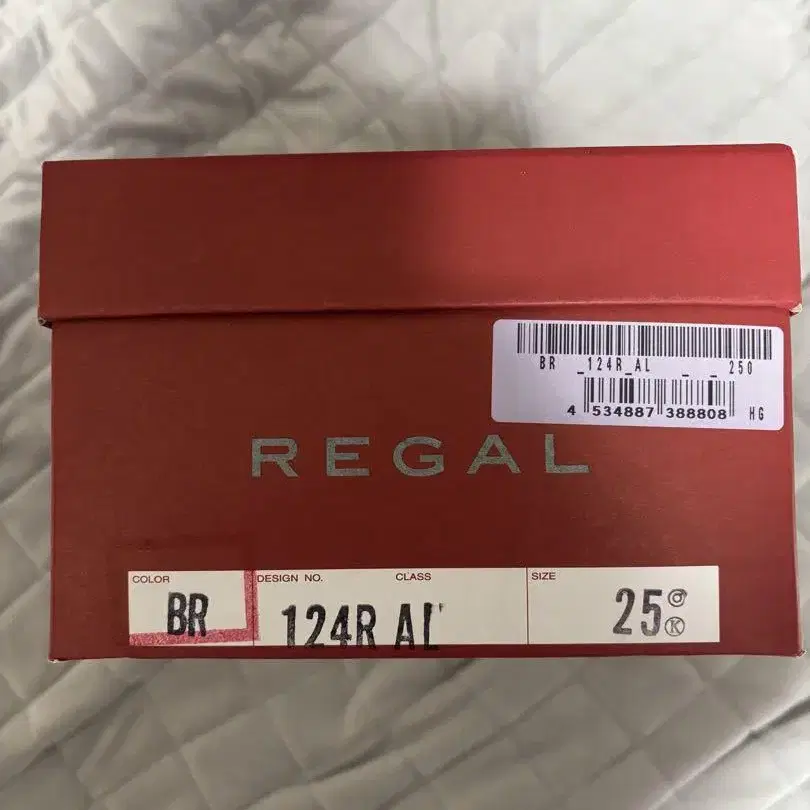 BR _124R_AL _ _ 250
4 534887 388808 HG
REGAL
COLOR DESIGN NO. CLASS SIZE
BR 124R AL 25 K